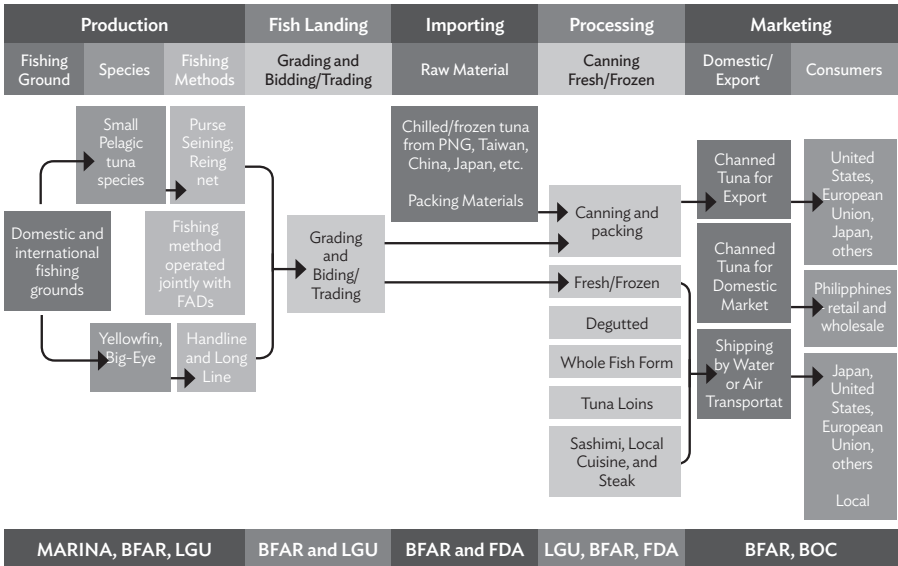 Production
Fish Landing
Importing
Processing
Marketing
Fishing
Ground
Species
Fishing
Methods
Grading and
Bidding/Trading
Raw Material
Canning
Fresh/Frozen
Domestic/
Export
Consumers
Domestic and
international
fishing
grounds
Small
Pelagic
tuna
species
Purse
Seining;
Reing
net
Fishing
method
operated
jointly with
FADs
Yellowfin,
Big-Eye
Handline
and Long
Line
Grading
and
Biding/
Trading
Chilled/frozen tuna
from PNG, Taiwan,
China, Japan, etc.
Packing Materials
Canning and
packing
Fresh/Frozen
Degutted
Whole Fish Form
Tuna Loins
Sashimi, Local
Cuisine, and
Steak
Channed
Tuna for
Export
Channed
Tuna for
Domestic
Market
Shipping
by Water
or Air
Transportat
United
States,
European
Union,
Japan,
others
Philipphines
– retail and
wholesale
Japan,
United
States,
European
Union,
others
Local
MARINA, BFAR, LGU
BFAR and LGU
BFAR and FDA
LGU, BFAR, FDA
BFAR, BOC